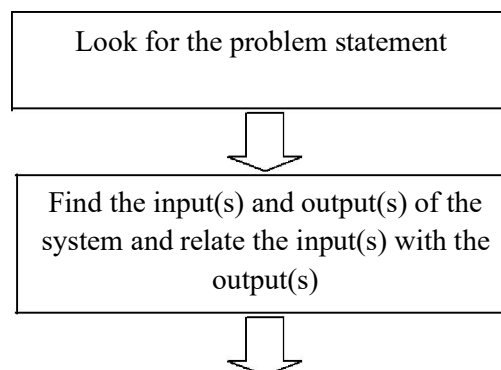 Look for the problem statement
Find the input(s) and output(s) of the
system and relate the input(s) with the
output(s)